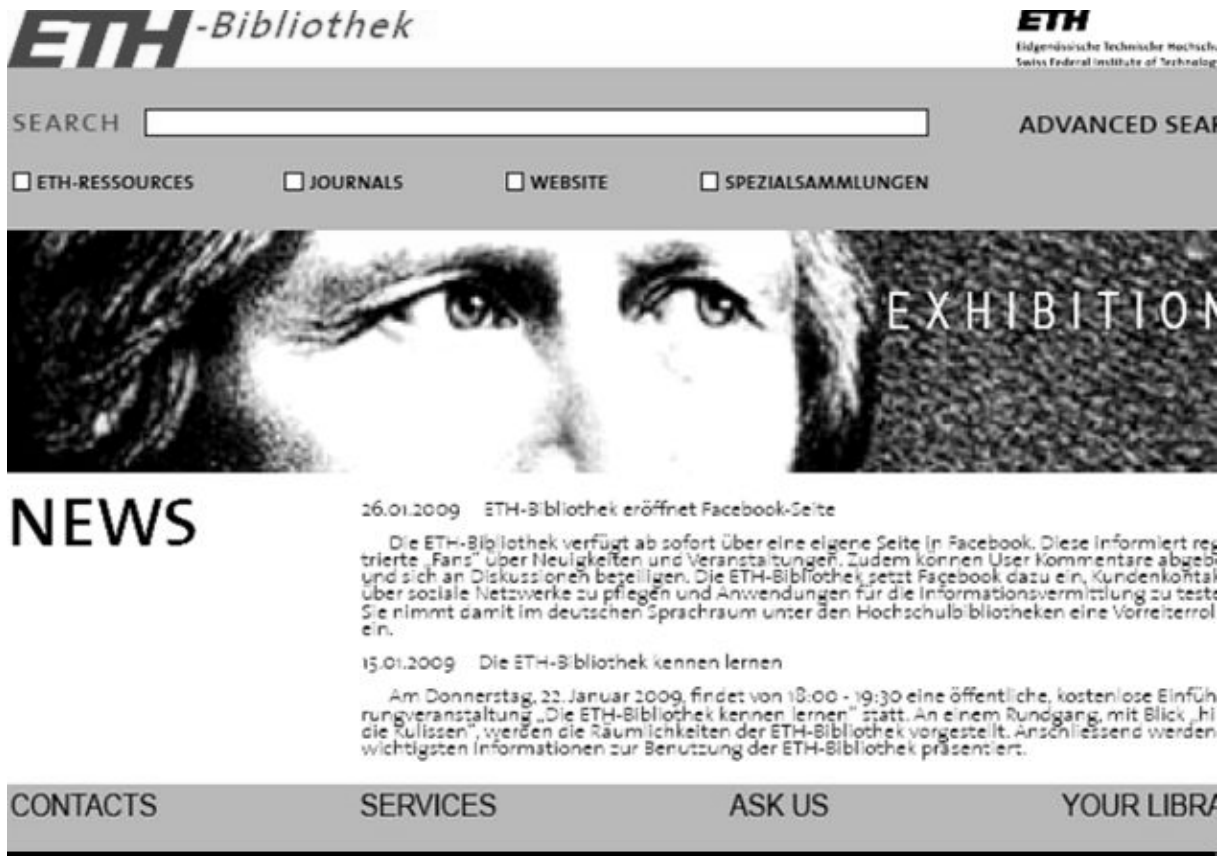 ETH-Bibliothek
ETH
Eidgenössische Technische Hochschu
Swiss Federal Institute of Technology
SEARCH
ADVANCED SEAR
ETH-RESSOURCES JOURNALS WEBSITE SPEZIALSAMMLUNGEN
EXHIBITION
NEWS
26.01.2009 ETH-Bibliothek eröffnet Facebook-Seite
Die ETH-Bibliothek verfügt ab sofort über eine eigene Seite in Facebook. Diese informiert reg
trierte „Fans“ über Neuigkeiten und Veranstaltungen. Zudem können User Kommentare abgeb
und sich an Diskussionen beteiligen. Die ETH-Bibliothek setzt Facebook dazu ein, Kundenkontak
über soziale Netzwerke zu pflegen und Anwendungen für die Informationsvermittlung zu teste
Sie nimmt damit im deutschen Sprachraum unter den Hochschulbibliotheken eine Vorreiterrol
ein.
15.01.2009 Die ETH-Bibliothek kennen lernen
Am Donnerstag, 22. Januar 2009, findet von 18:00 - 19:30 eine öffentliche, kostenlose Einfüh
rungveranstaltung „Die ETH-Bibliothek kennen lernen“ statt. An einem Rundgang, mit Blick „hi
die Kulissen“, werden die Räumlichkeiten der ETH-Bibliothek vorgestellt. Anschliessend werden
wichtigsten Informationen zur Benutzung der ETH-Bibliothek präsentiert.
CONTACTS SERVICES ASK US YOUR LIBRA